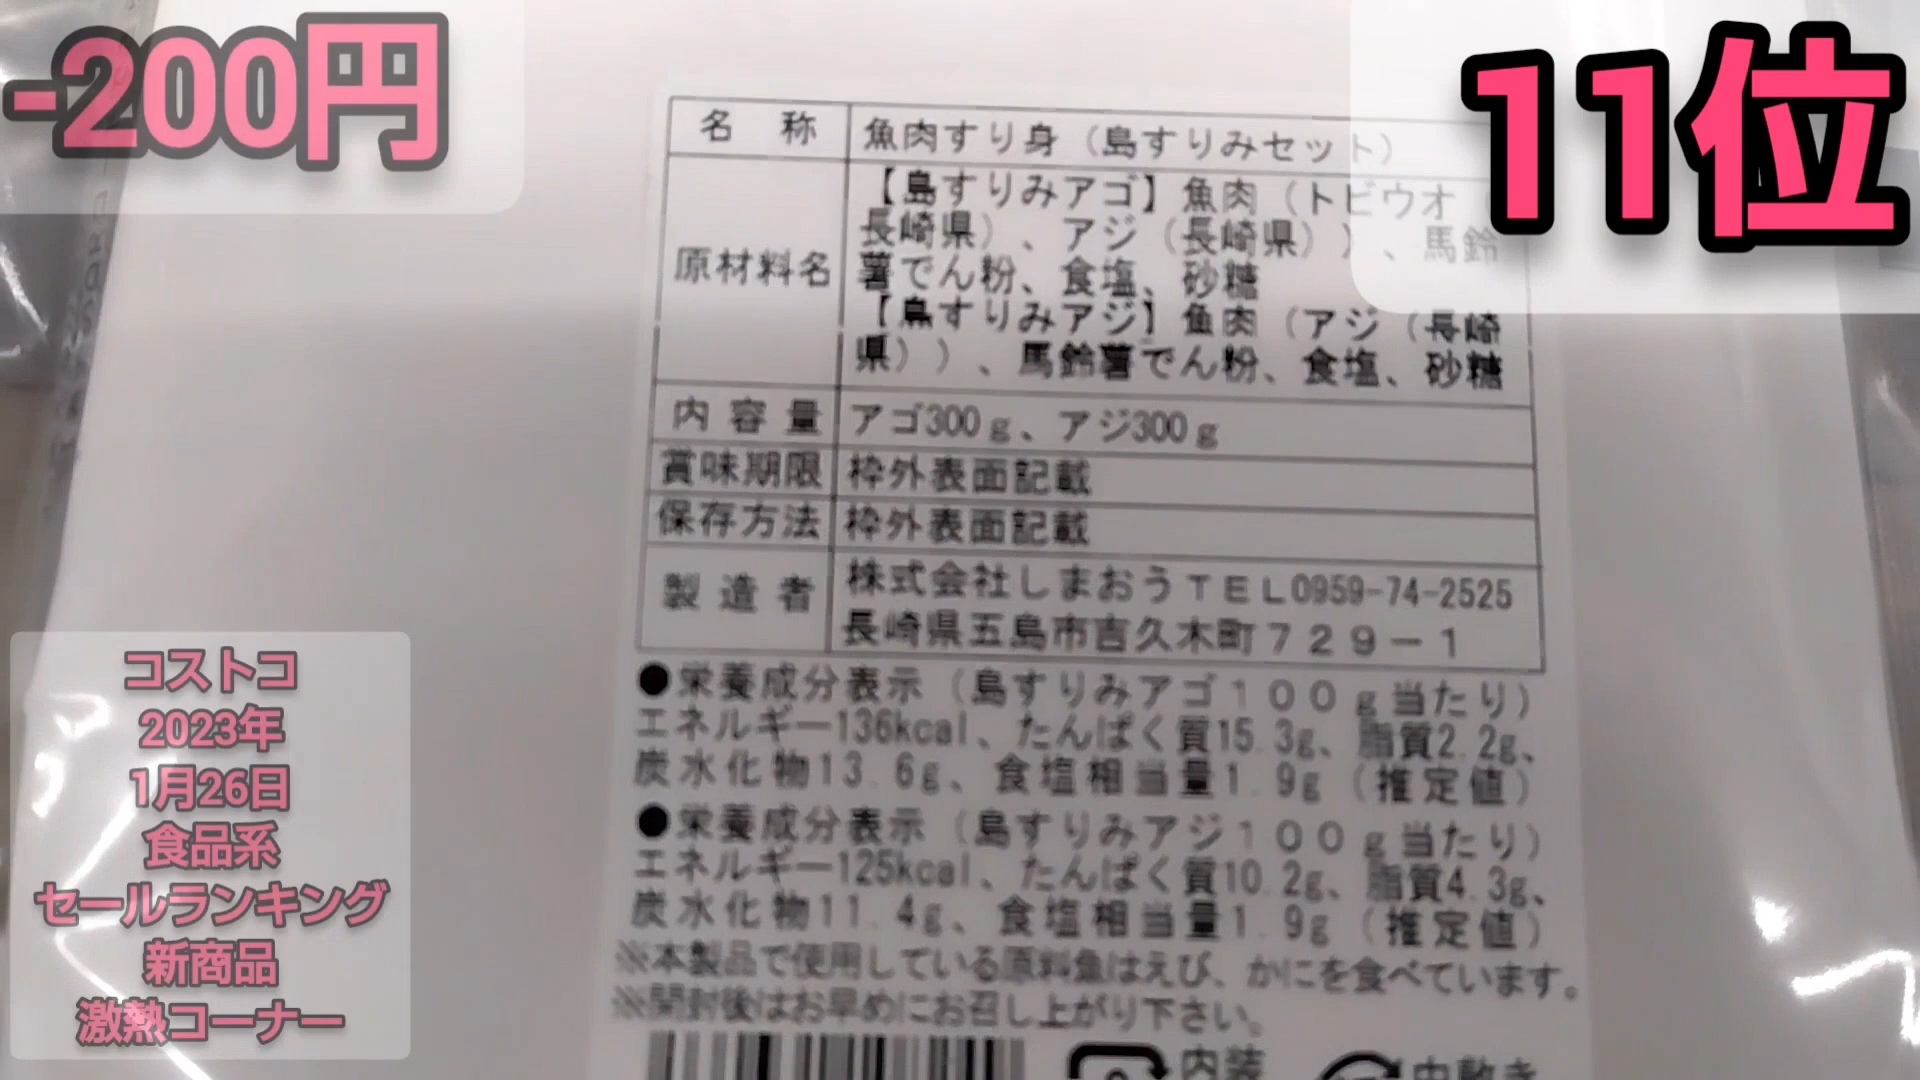 -200円
11位
名称 魚肉すり身（島すりみセット）
原材料名
【島すりみアゴ】魚肉（トビウオ
長崎県）、アジ（長崎県））、馬鈴
薯でん粉、食塩、砂糖
【島すりみアジ】魚肉（アジ（長崎
県））、馬鈴薯でん粉、食塩、砂糖
内容量 アゴ300g、アジ300g
賞味期限 枠外表面記載
保存方法 枠外表面記載
製造者
株式会社しまおうTEL0959-74-2525
長崎県五島市吉久木町７２９－１
●栄養成分表示（島すりみアゴ１００g当たり）
エネルギー136kcal、たんぱく質15.3g、脂質2.2g、
炭水化物13.6g、食塩相当量1.9g（推定値）
●栄養成分表示（島すりみアジ１００g当たり）
エネルギー125kcal、たんぱく質10.2g、脂質4.3g、
炭水化物11.4g、食塩相当量1.9g（推定値）
※本製品で使用している原料魚はえび、かにを食べています。
※開封後はお早めにお召し上がり下さい。
内装
中敷き
コストコ
2023年
1月26日
食品系
セールランキング
新商品
激熱コーナー